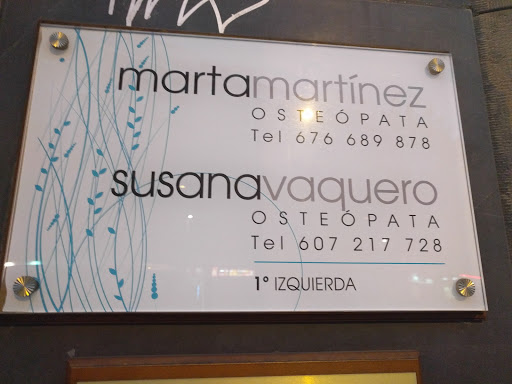 martamartínez
OSTEÓPATA
Tel 676 689 878
susanavaquero
OSTEÓPATA
Tel 607 217 728
1º IZQUIERDA